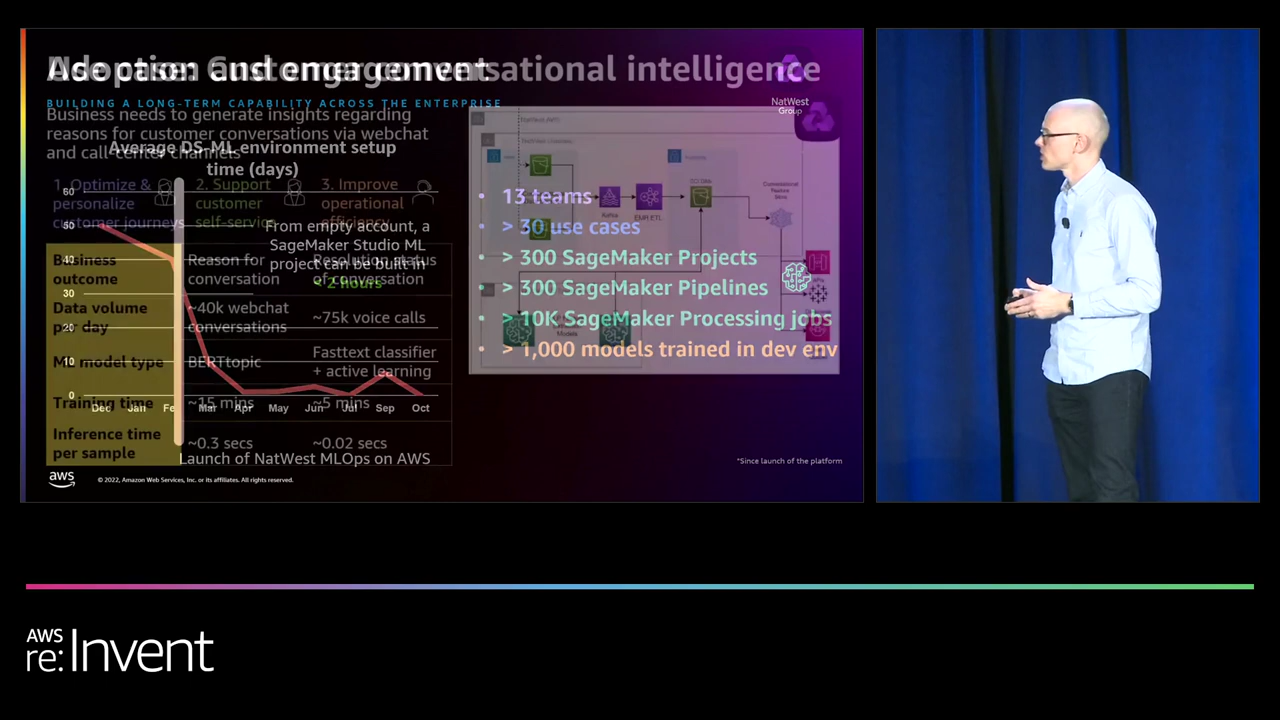 Adoption and engagement
Use case: Customer conversational intelligence
BUILDING A LONG-TERM CAPABILITY ACROSS THE ENTERPRISE
NatWest
Group
Business needs to generate insights regarding
reasons for customer conversations via webchat
and call-center channels
Average DS-ML environment setup
time (days)
1. Optimize &
personalize
customer journeys
2. Support
customer
self-service
3. Improve
operational
efficiency
60
50
40
30
20
10
0
From empty account, a
SageMaker Studio ML
project can be built in
< 2 hours
Business
outcome
Reason for
conversation
Resolution status
of conversation
Data volume
per day
~40k webchat
conversations
~75k voice calls
ML model type
BERTtopic
Fasttext classifier
+ active learning
Training time
~15 mins
~5 mins
Inference time
per sample
~0.3 secs
~0.02 secs
Dec Jan Fe Mar Apr May Jun Jul Sep Oct
Launch of NatWest MLOps on AWS
• 13 teams
• > 30 use cases
• > 300 SageMaker Projects
• > 300 SageMaker Pipelines
• > 10K SageMaker Processing jobs
• > 1,000 models trained in dev env
Kafka
EMR ETL
Models
*Since launch of the platform
aws
© 2022, Amazon Web Services, Inc. or its affiliates. All rights reserved.
AWS
re:Invent